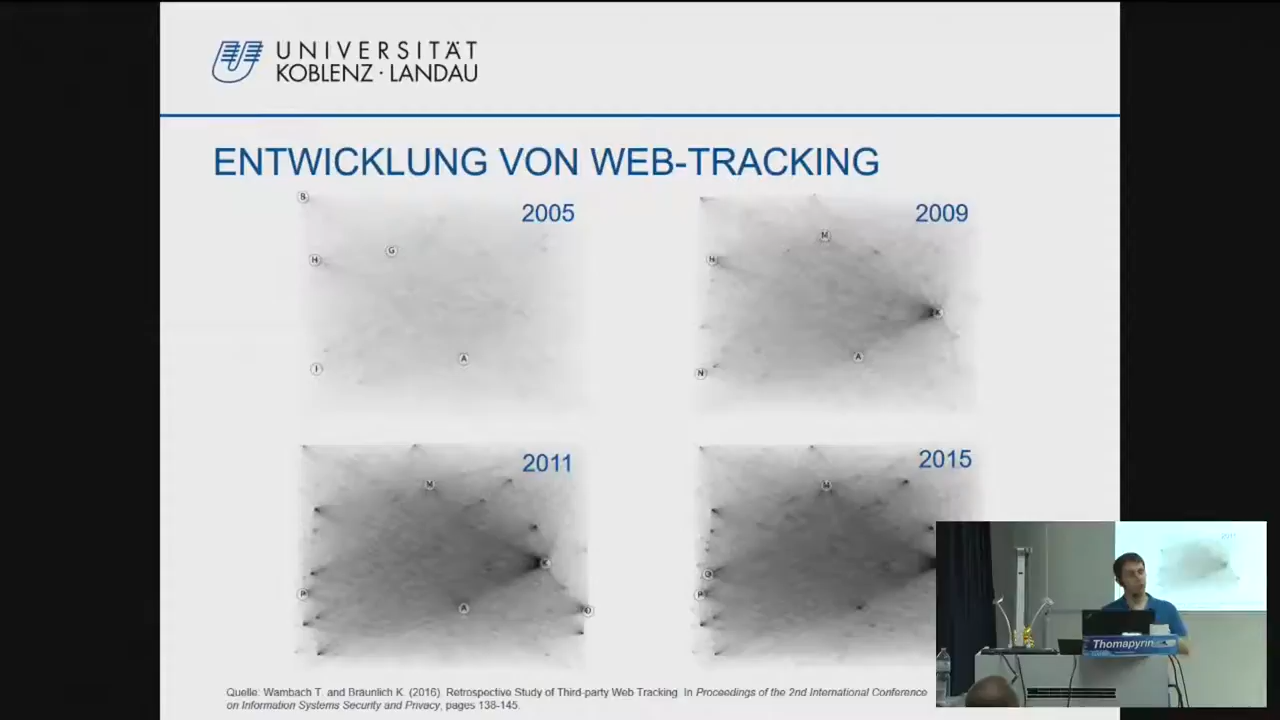 UNIVERSITÄT
KOBLENZ · LANDAU
ENTWICKLUNG VON WEB-TRACKING
2005
B
G
H
A
I
2009
M
H
K
A
N
2011
M
K
P
A
O
2015
M
Q
P
Thomapyrin
Quelle: Wambach T. and Bräunlich K. (2016). Retrospective Study of Third-party Web Tracking. In Proceedings of the 2nd International Conference
on Information Systems Security and Privacy, pages 138-145.